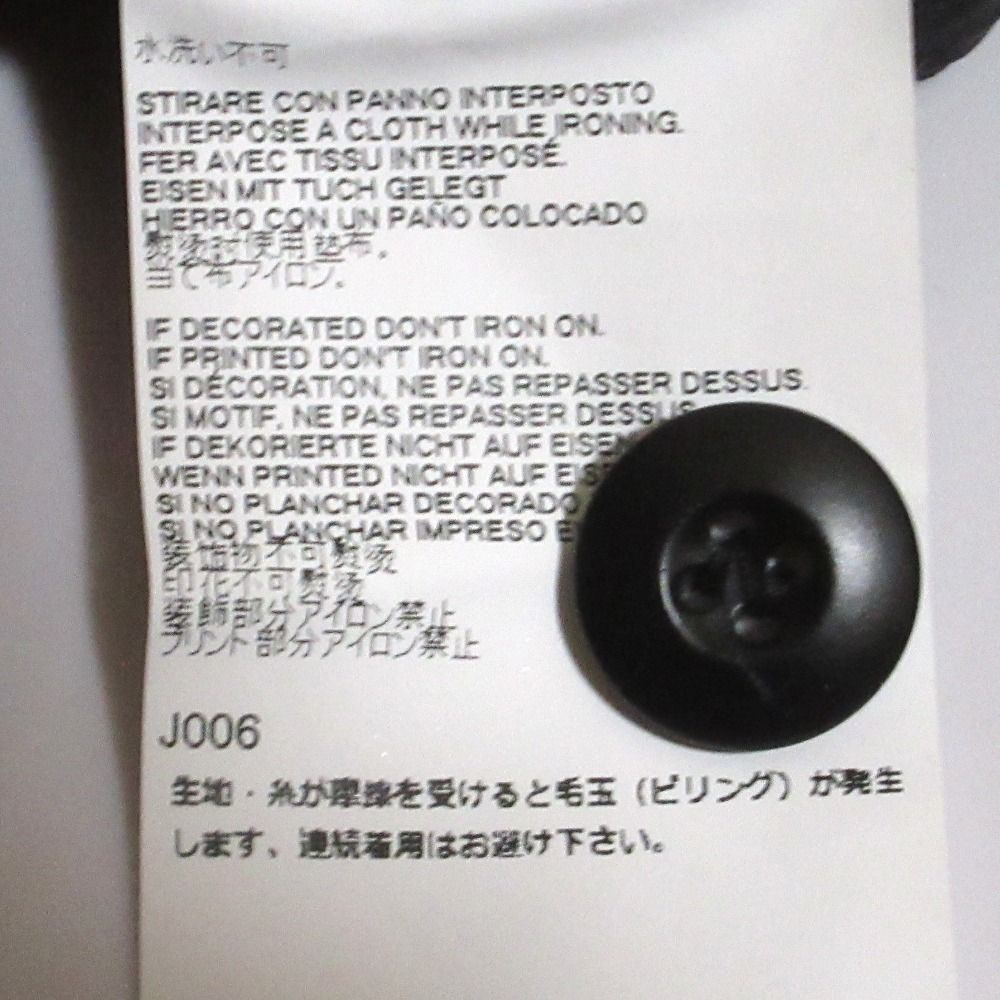 水洗い不可
STIRARE CON PANNO INTERPOSTO
INTERPOSE A CLOTH WHILE IRONING.
FER AVEC TISSU INTERPOSÉ.
EISEN MIT TUCH GELEGT
HIERRO CON UN PAÑO COLOCADO
熨烫时使用垫布。
当て布アイロン。
IF DECORATED DON'T IRON ON.
IF PRINTED DON'T IRON ON.
SI DÉCORATION, NE PAS REPASSER DESSUS.
SI MOTIF, NE PAS REPASSER DESSUS
IF DEKORIERTE NICHT AUF EISEN
WENN PRINTED NICHT AUF
SI NO PLANCHAR DECORADO
SI NO PLANCHAR IMPRESO
装饰物不可熨烫
印花不可熨烫
装飾部分アイロン禁止
プリント部分アイロン禁止
J006
生地・糸が摩擦を受けると毛玉（ピリング）が発生
します、連続着用はお避け下さい。